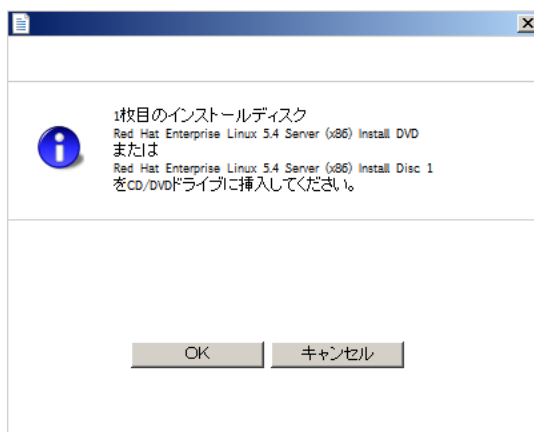 1枚目のインストールディスク
Red Hat Enterprise Linux 5.4 Server (x86) Install DVD
または
Red Hat Enterprise Linux 5.4 Server (x86) Install Disc 1
をCD/DVDドライブに挿入してください。
OK キャンセル